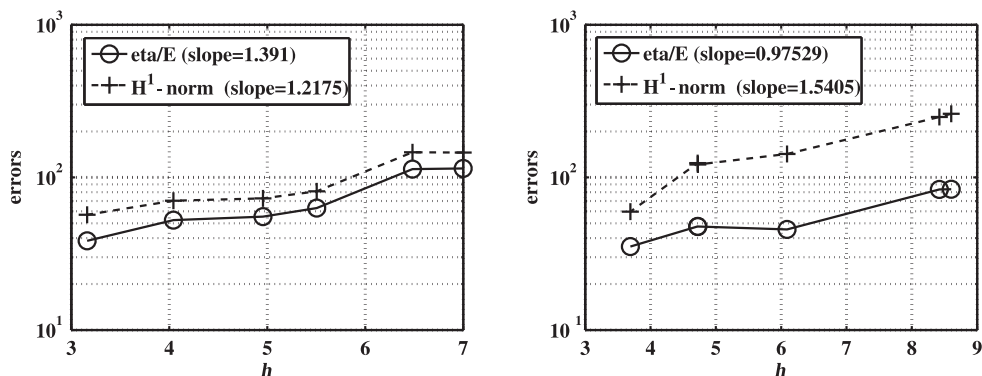 10³
eta/E (slope=1.391)
H¹-norm (slope=1.2175)
10²
10¹
errors
3 4 5 6 7
h
10³
eta/E (slope=0.97529)
H¹-norm (slope=1.5405)
10²
10¹
errors
3 4 5 6 7 8 9
h